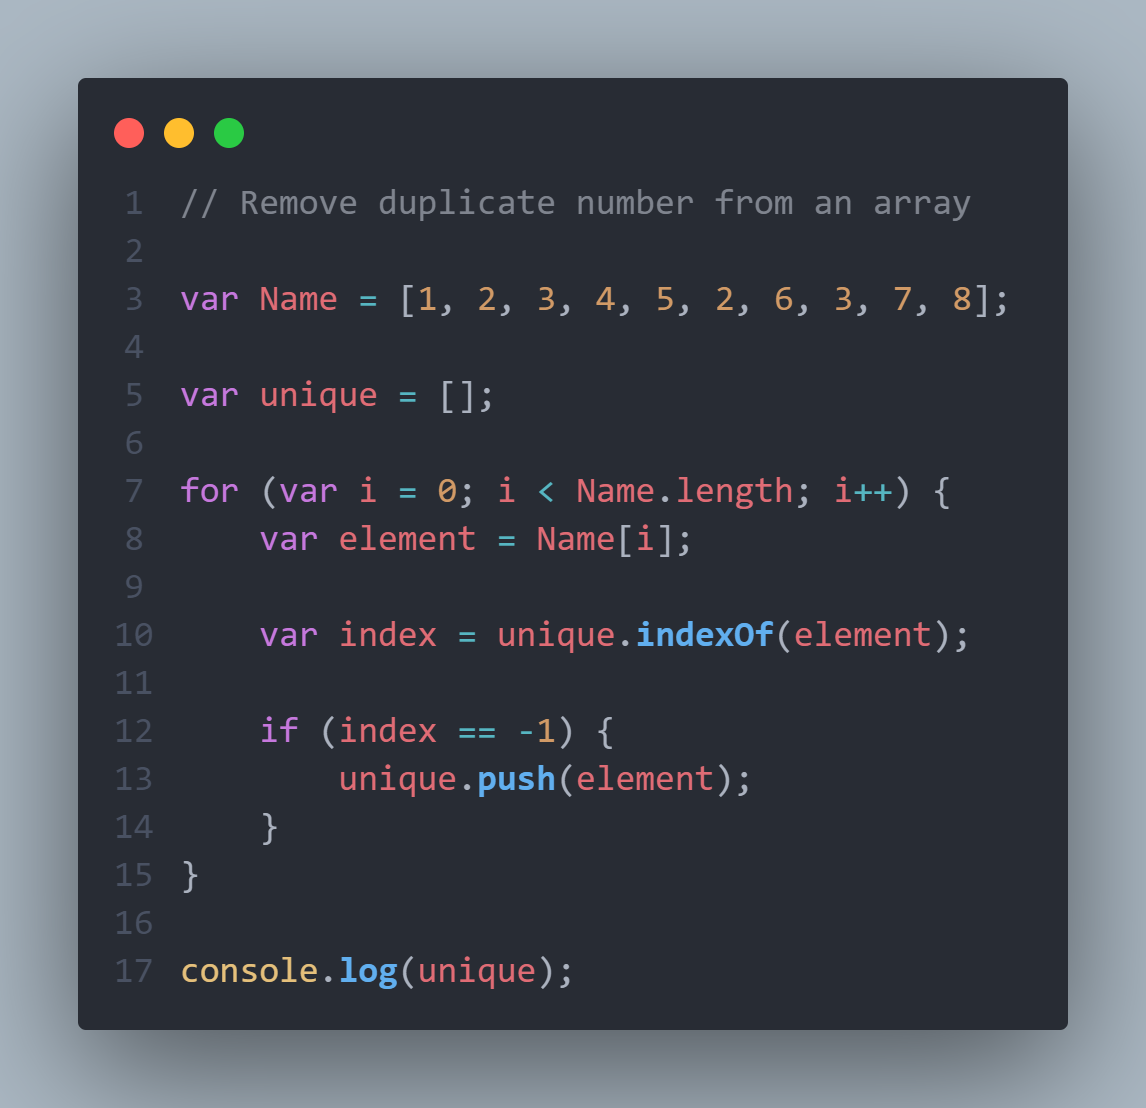 1 // Remove duplicate number from an array
2
3 var Name = [1, 2, 3, 4, 5, 2, 6, 3, 7, 8];
4
5 var unique = [];
6
7 for (var i = 0; i < Name.length; i++) {
8     var element = Name[i];
9
10     var index = unique.indexOf(element);
11
12     if (index == -1) {
13         unique.push(element);
14     }
15 }
16
17 console.log(unique);